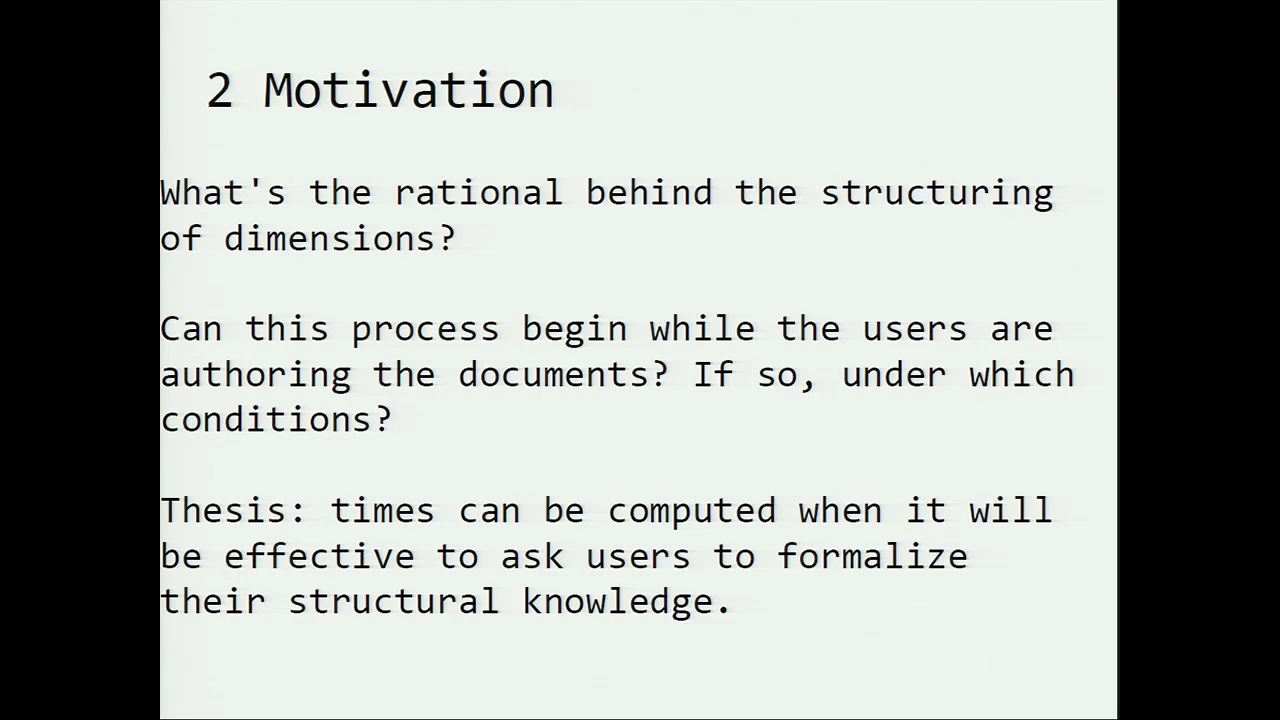 2 Motivation
What's the rational behind the structuring
of dimensions?
Can this process begin while the users are
authoring the documents? If so, under which
conditions?
Thesis: times can be computed when it will
be effective to ask users to formalize
their structural knowledge.